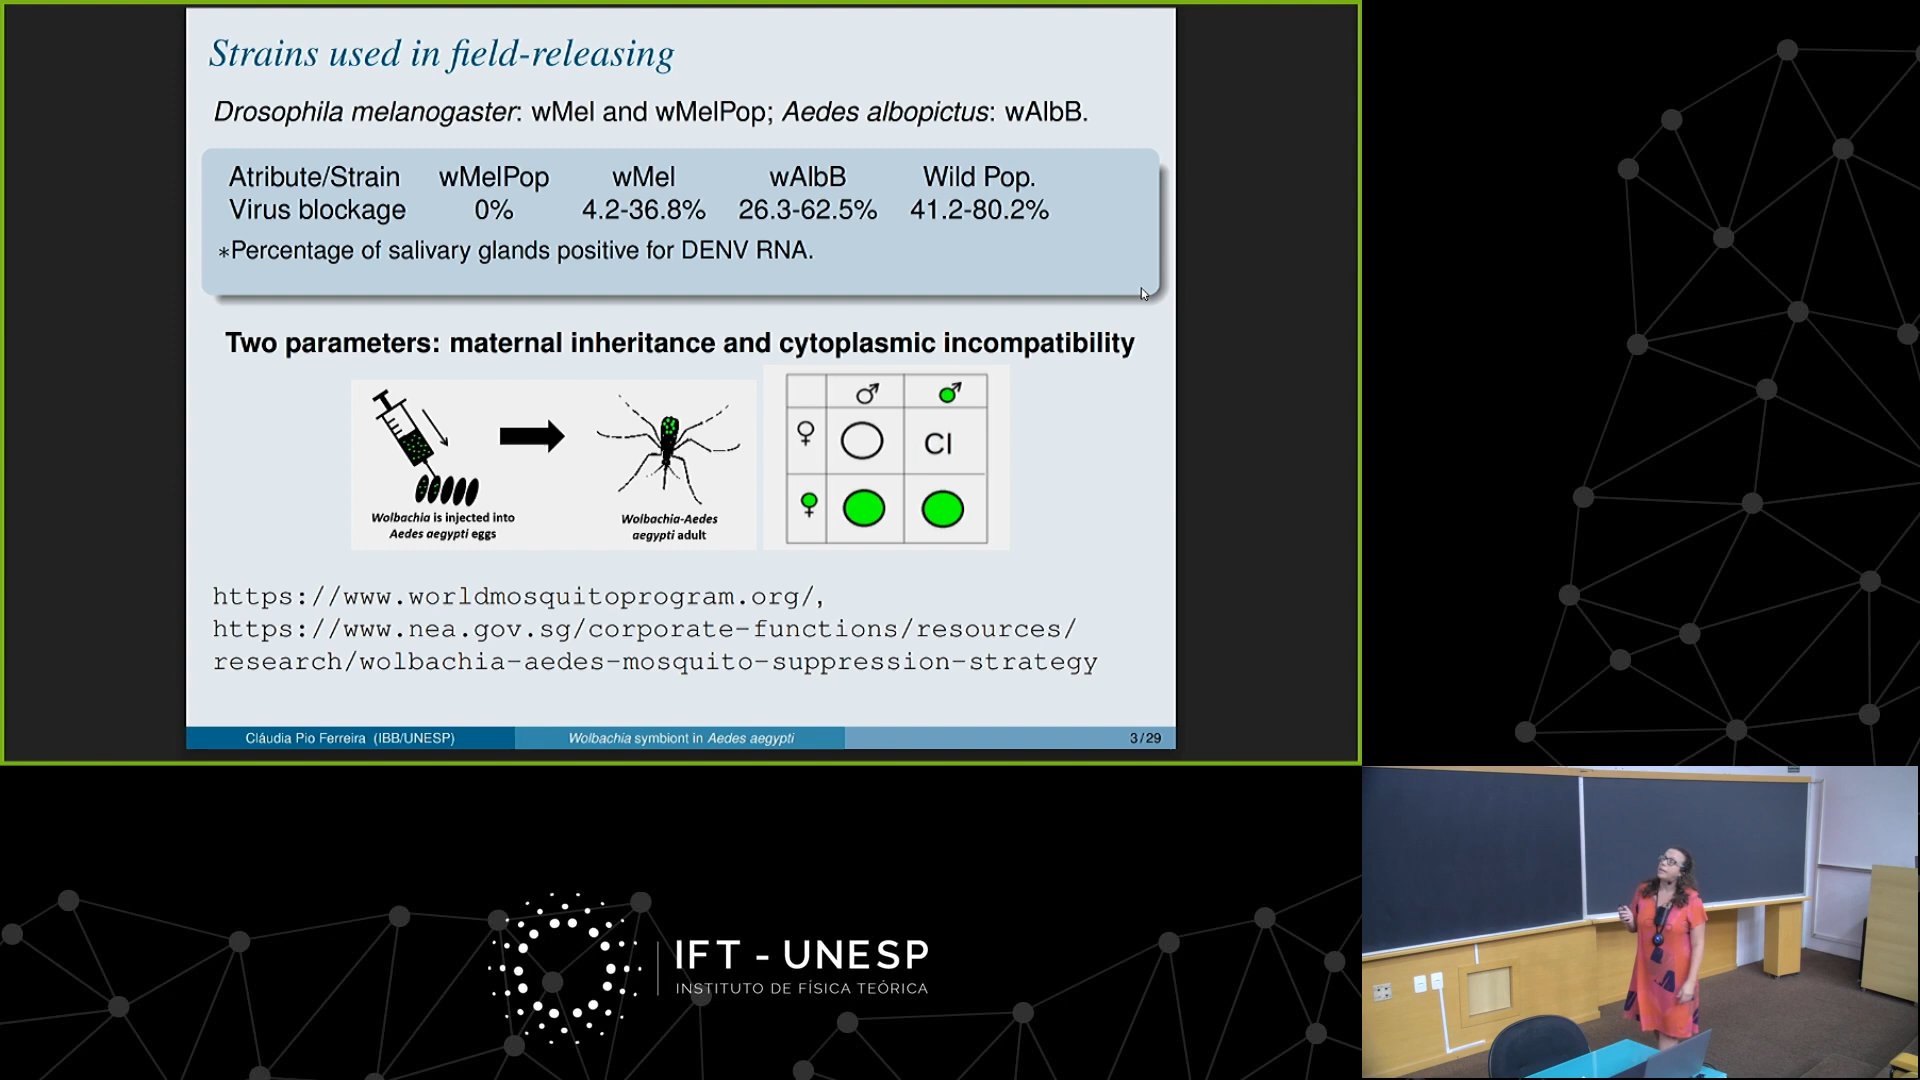 Strains used in field-releasing
Drosophila melanogaster: wMel and wMelPop; Aedes albopictus: wAlbB.
Atribute/Strain wMelPop wMel wAlbB Wild Pop.
Virus blockage 0% 4.2-36.8% 26.3-62.5% 41.2-80.2%
*Percentage of salivary glands positive for DENV RNA.
Two parameters: maternal inheritance and cytoplasmic incompatibility
♂ ♂
♀ CI
♀
Wolbachia is injected into
Aedes aegypti eggs
Wolbachia-Aedes
aegypti adult
https://www.worldmosquitoprogram.org/,
https://www.nea.gov.sg/corporate-functions/resources/
research/wolbachia-aedes-mosquito-suppression-strategy
Cláudia Pio Ferreira (IBB/UNESP) Wolbachia symbiont in Aedes aegypti 3/29
IFT - UNESP
INSTITUTO DE FÍSICA TEÓRICA